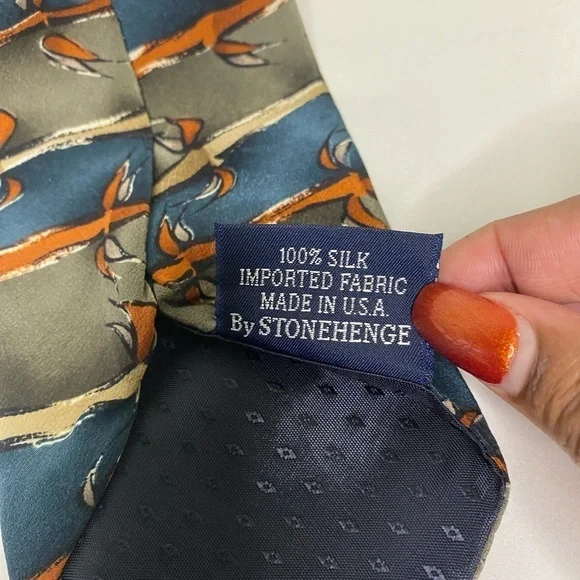 100% SILK
IMPORTED FABRIC
MADE IN U.S.A.
By STONEHENGE